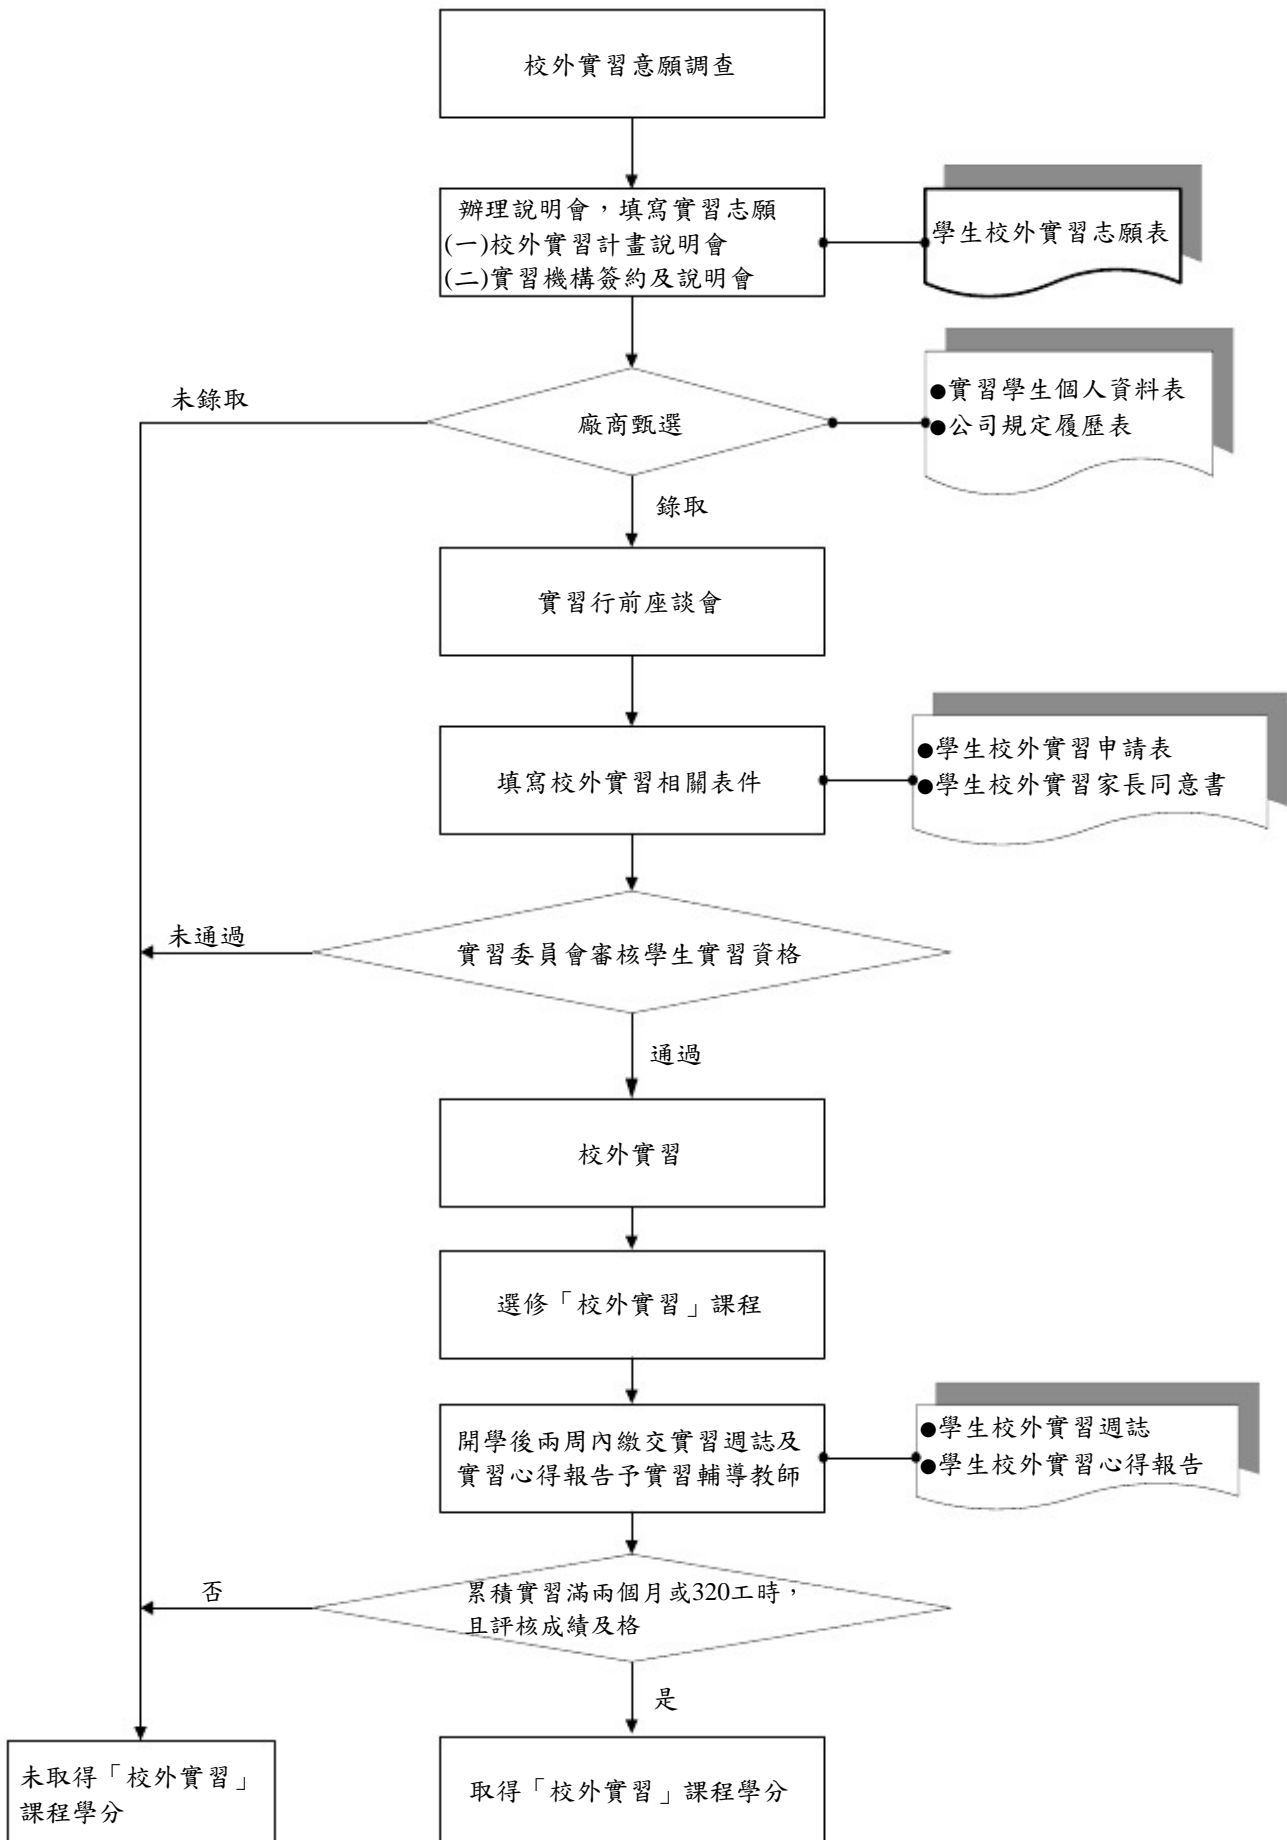 校外實習意願調查
辦理說明會，填寫實習志願
(一)校外實習計畫說明會
(二)實習機構簽約及說明會
學生校外實習志願表
未錄取
廠商甄選
●實習學生個人資料表
●公司規定履歷表
錄取
實習行前座談會
填寫校外實習相關表件
●學生校外實習申請表
●學生校外實習家長同意書
未通過
實習委員會審核學生實習資格
通過
校外實習
選修「校外實習」課程
開學後兩周內繳交實習週誌及
實習心得報告予實習輔導教師
●學生校外實習週誌
●學生校外實習心得報告
否
累積實習滿兩個月或320工時，
且評核成績及格
是
未取得「校外實習」
課程學分
取得「校外實習」課程學分